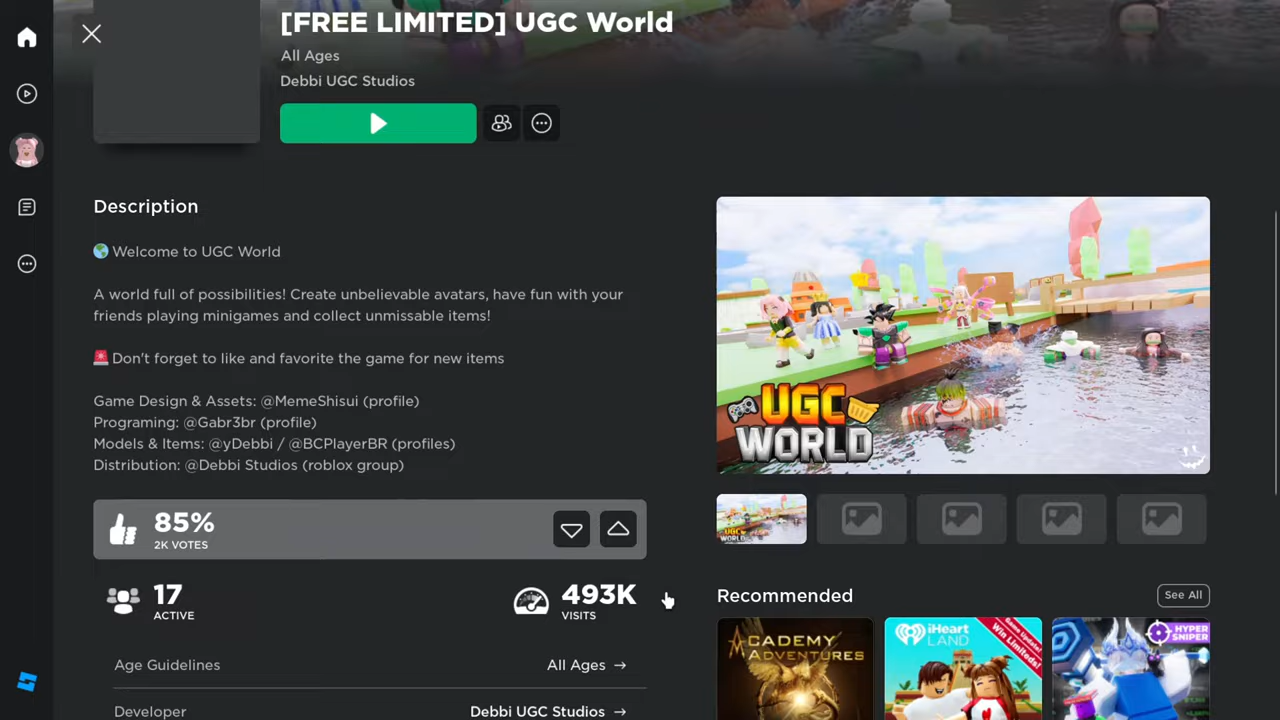 [FREE LIMITED] UGC World
All Ages
Debbi UGC Studios
Description
🌎 Welcome to UGC World
A world full of possibilities! Create unbelievable avatars, have fun with your
friends playing minigames and collect unmissable items!
🚨 Don't forget to like and favorite the game for new items
Game Design & Assets: @MemeShisui (profile)
Programing: @Gabr3br (profile)
Models & Items: @yDebbi / @BCPlayerBR (profiles)
Distribution: @Debbi Studios (roblox group)
85%
2K VOTES
17
ACTIVE
493K
VISITS
Age Guidelines
All Ages →
Developer
Debbi UGC Studios →
UGC
WORLD
UGC
WORLD
Recommended
See All
ACADEMY
ADVENTURES
iHeart
LAND
Game Update!
Win Limiteds!
HYPER
SNIPER